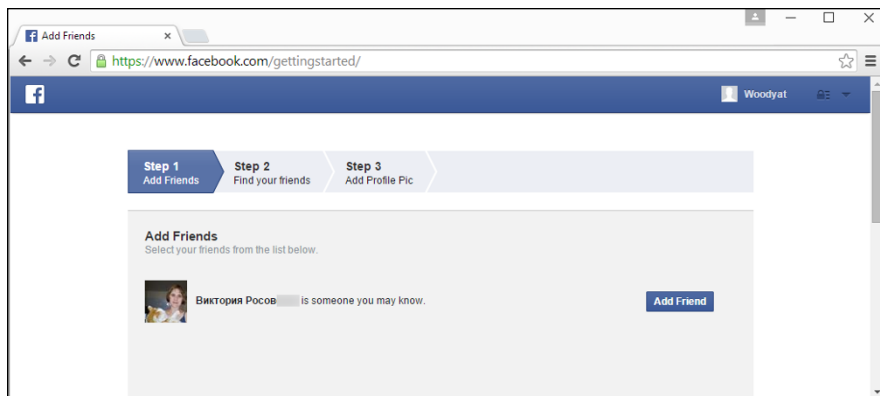 Add Friends
https://www.facebook.com/gettingstarted/
Woodyat
Step 1
Add Friends
Step 2
Find your friends
Step 3
Add Profile Pic
Add Friends
Select your friends from the list below.
Виктория Росов is someone you may know.
Add Friend